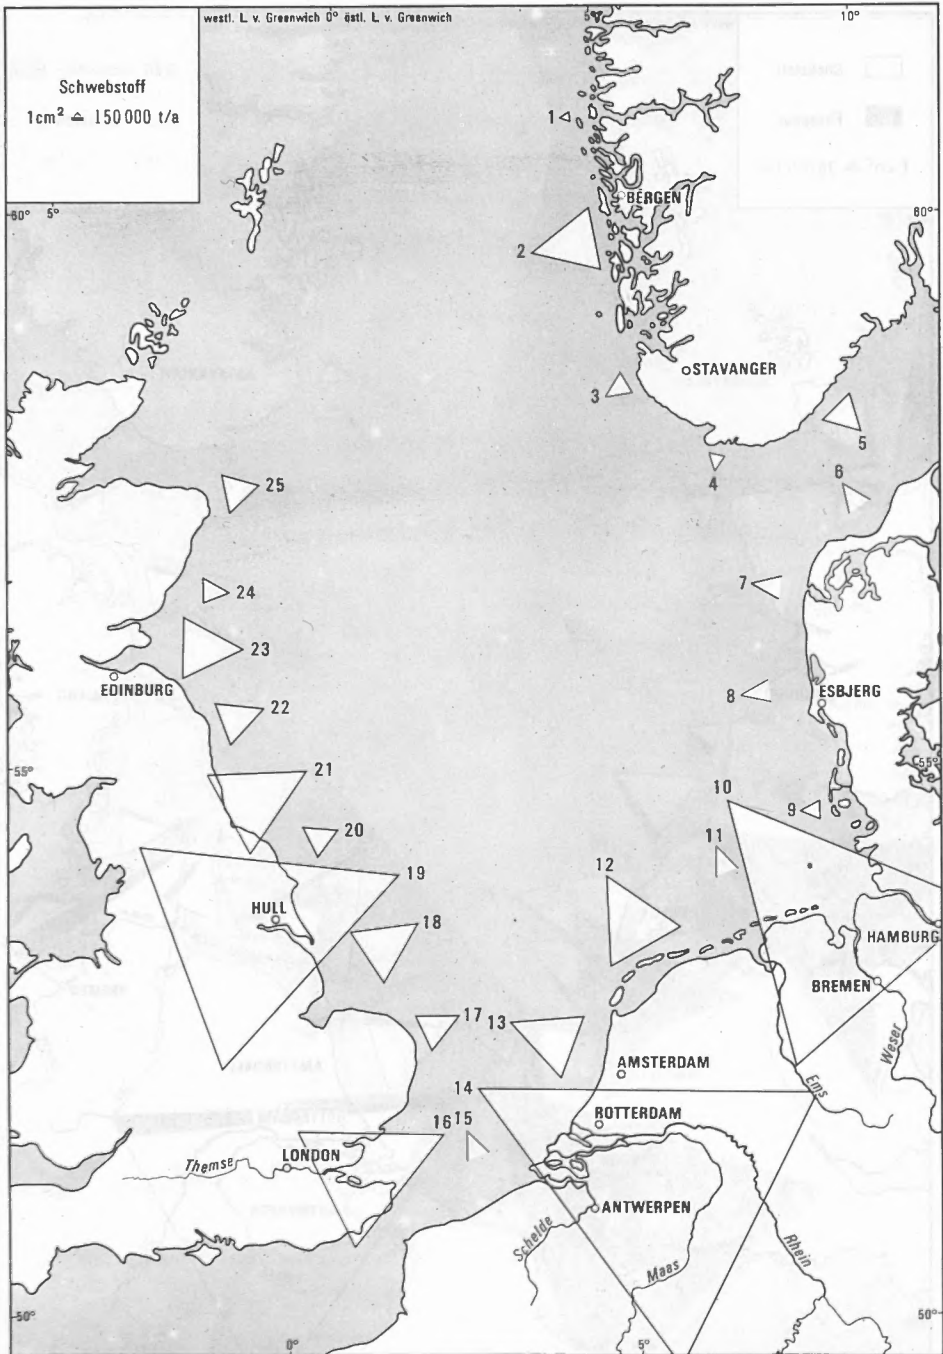 westl. L. v. Greenwich 0° östl. L. v. Greenwich
5°
10°
Schwebstoff
1cm² ≙ 150 000 t/a
1
BERGEN
60°
5°
60°
2
STAVANGER
3
5
4
6
25
7
24
23
EDINBURG
8
ESBJERG
22
55°
21
55°
10
9
20
11
12
19
HULL
18
HAMBURG
BREMEN
17
13
Weser
AMSTERDAM
14
Ems
ROTTERDAM
16
15
LONDON
Themse
ANTWERPEN
Schelde
Maas
Rhein
50°
50°
0°
5°